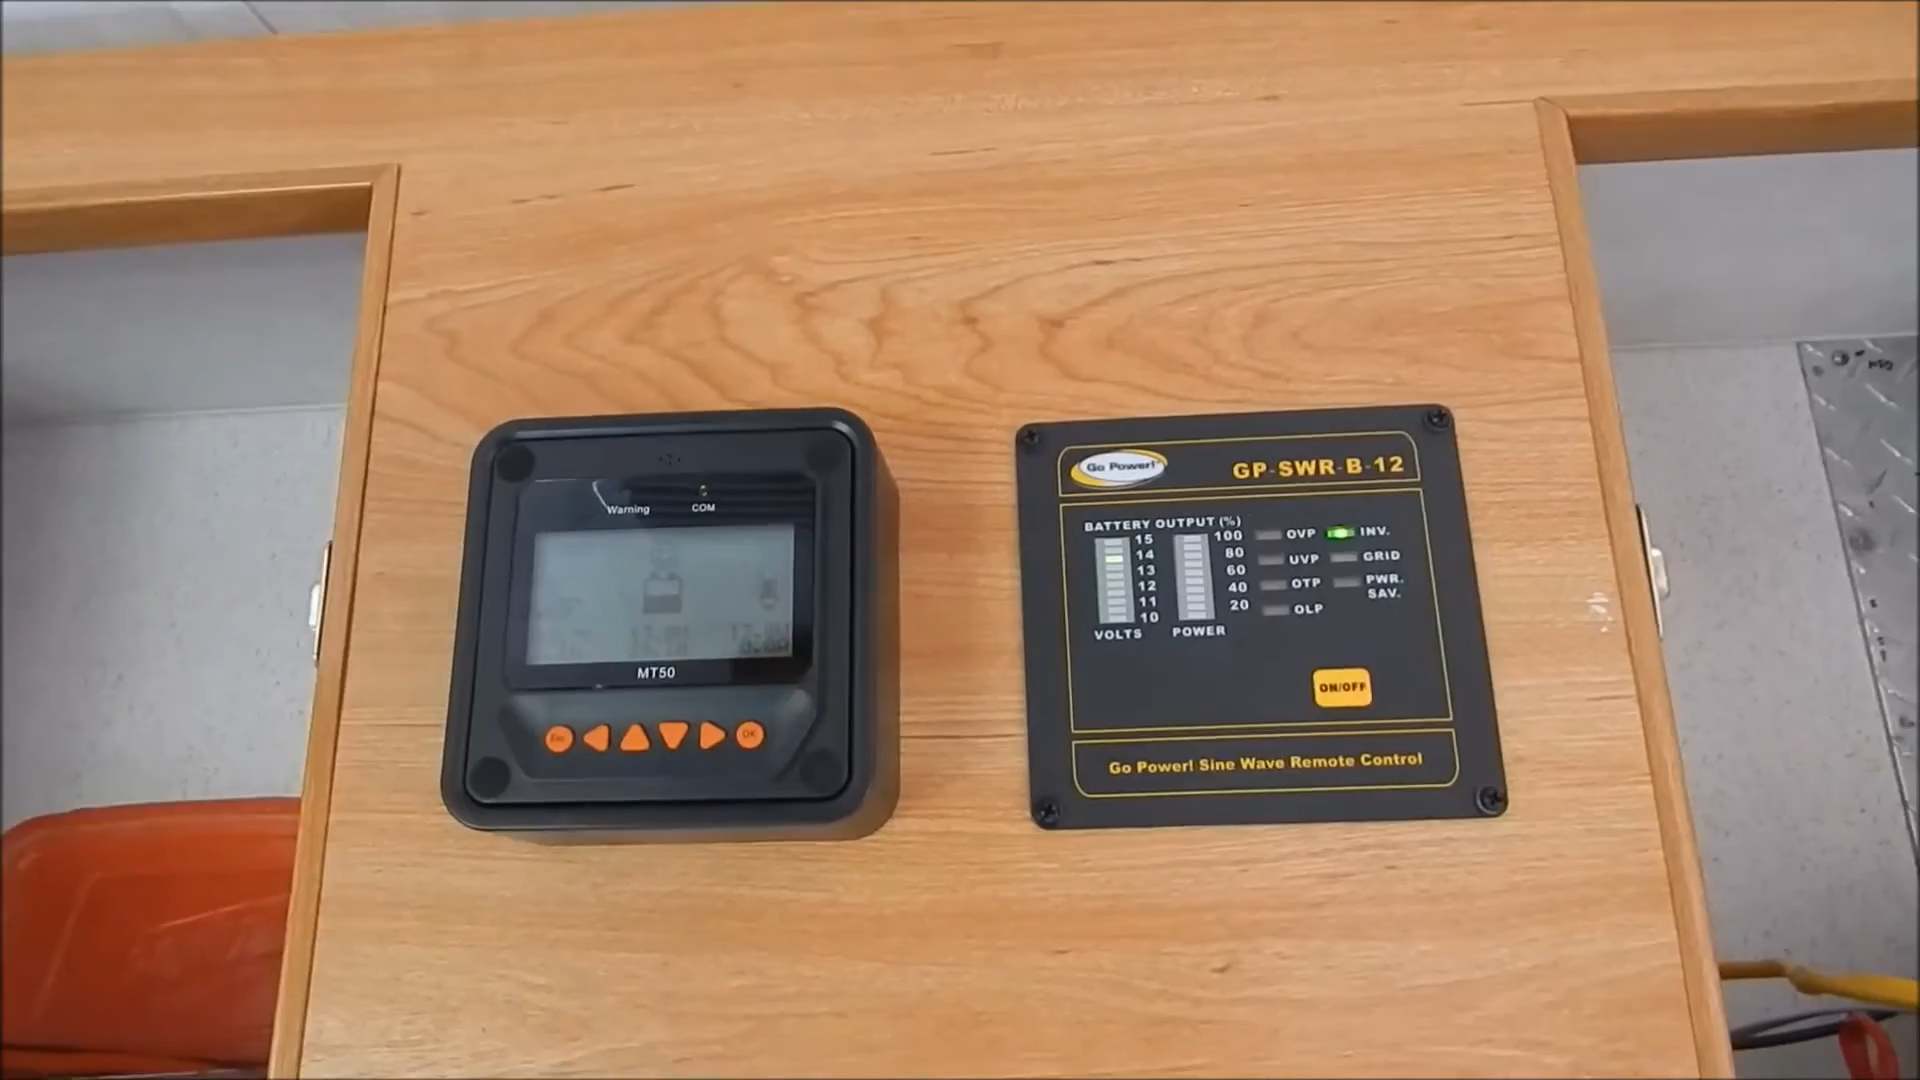 Warning COM
MT50
Esc OK
Go Power! GP-SWR-B-12
BATTERY OUTPUT (%)
15 100 OVP INV.
14 80 UVP GRID
13 60 OTP PWR. SAV.
12 40 OLP
11 20
10
VOLTS POWER
ON/OFF
Go Power! Sine Wave Remote Control